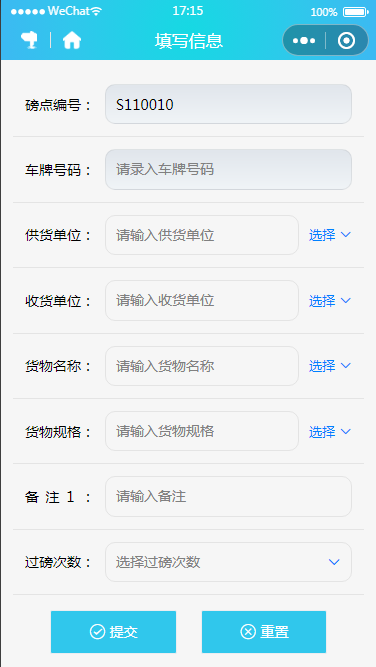 WeChat 17:15 100%
填写信息
磅点编号： S110010
车牌号码： 请录入车牌号码
供货单位： 请输入供货单位 选择
收货单位： 请输入收货单位 选择
货物名称： 请输入货物名称 选择
货物规格： 请输入货物规格 选择
备 注 1 ： 请输入备注
过磅次数： 选择过磅次数
提交 重置